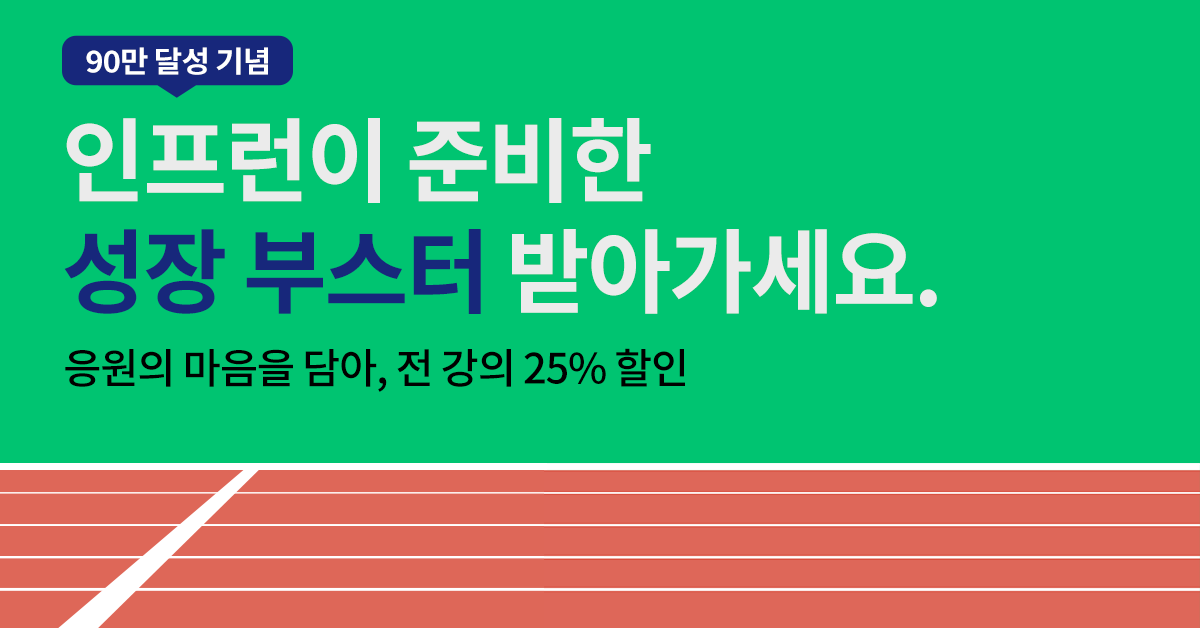 90만 달성 기념
인프런이 준비한
성장 부스터 받아가세요.
응원의 마음을 담아, 전 강의 25% 할인